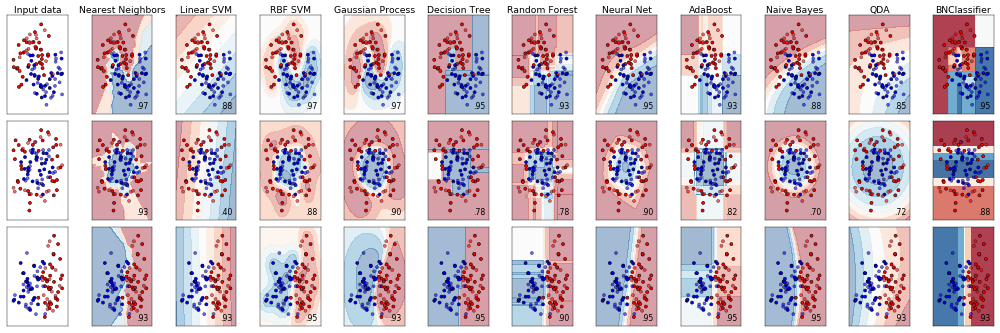 Input data Nearest Neighbors Linear SVM RBF SVM Gaussian Process Decision Tree Random Forest Neural Net AdaBoost Naive Bayes QDA BNClassifier
.97 .88 .97 .97 .95 .93 .95 .93 .88 .85 .95
.93 .40 .88 .90 .78 .78 .90 .82 .70 .72 .88
.93 .93 .95 .93 .95 .90 .95 .95 .95 .93 .93